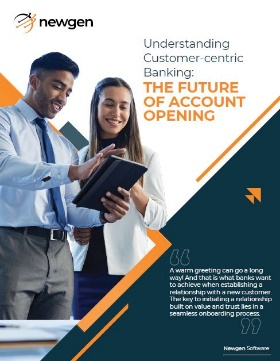 newgen
Understanding
Customer-centric
Banking:
THE FUTURE
OF ACCOUNT
OPENING
A warm greeting can go a long
way! And that is what banks want
to achieve when establishing a
relationship with a new customer.
The key to initiating a relationship
built on value and trust lies in a
seamless onboarding process.
Newgen Software